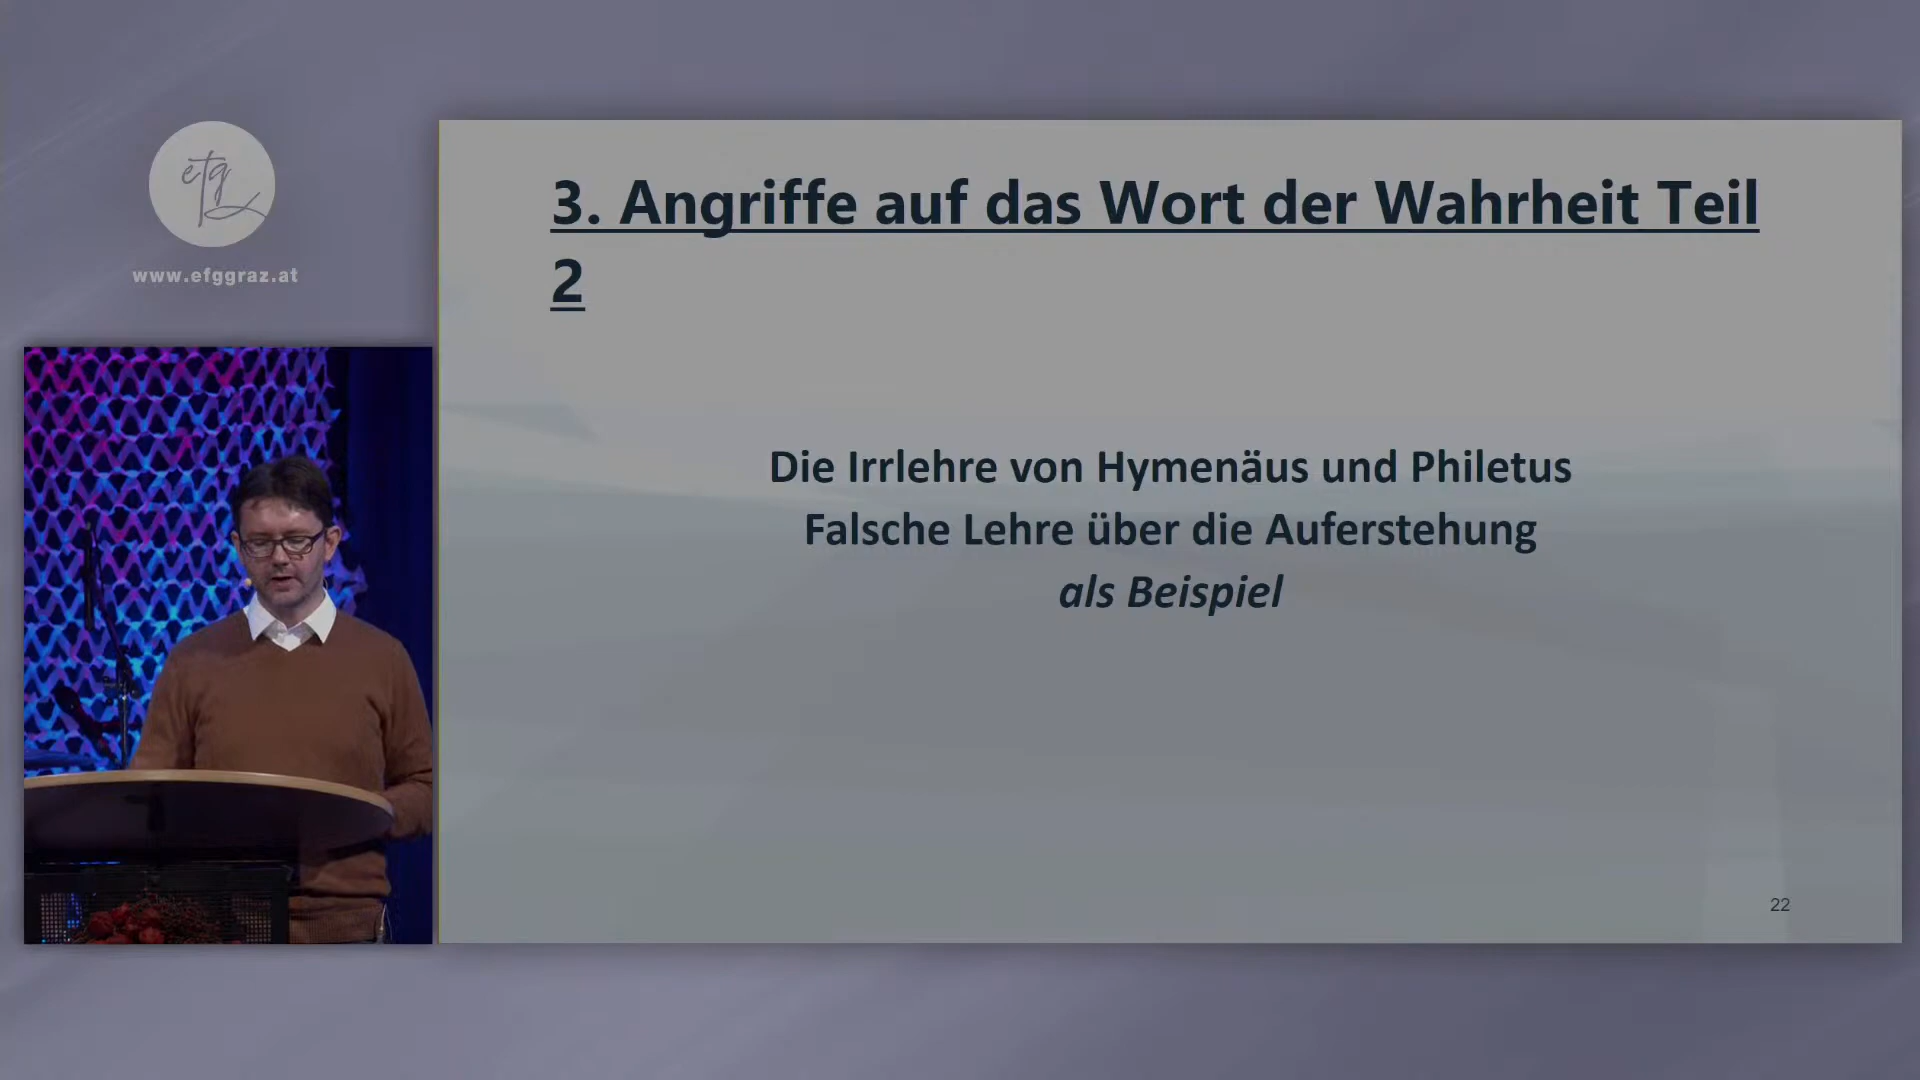 efg
www.efggraz.at
3. Angriffe auf das Wort der Wahrheit Teil
2
Die Irrlehre von Hymenäus und Philetus
Falsche Lehre über die Auferstehung
als Beispiel
22